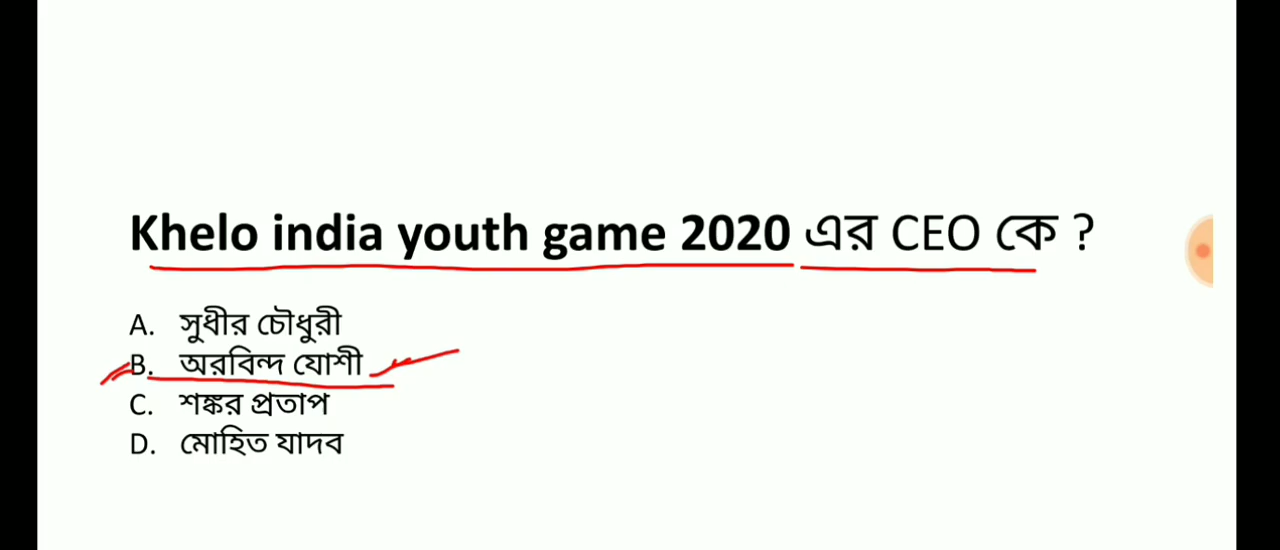 Khelo india youth game 2020 এর CEO কে ?
A. সুধীর চৌধুরী
B. অরবিন্দ যোশী
C. শঙ্কর প্রতাপ
D. মোহিত যাদব